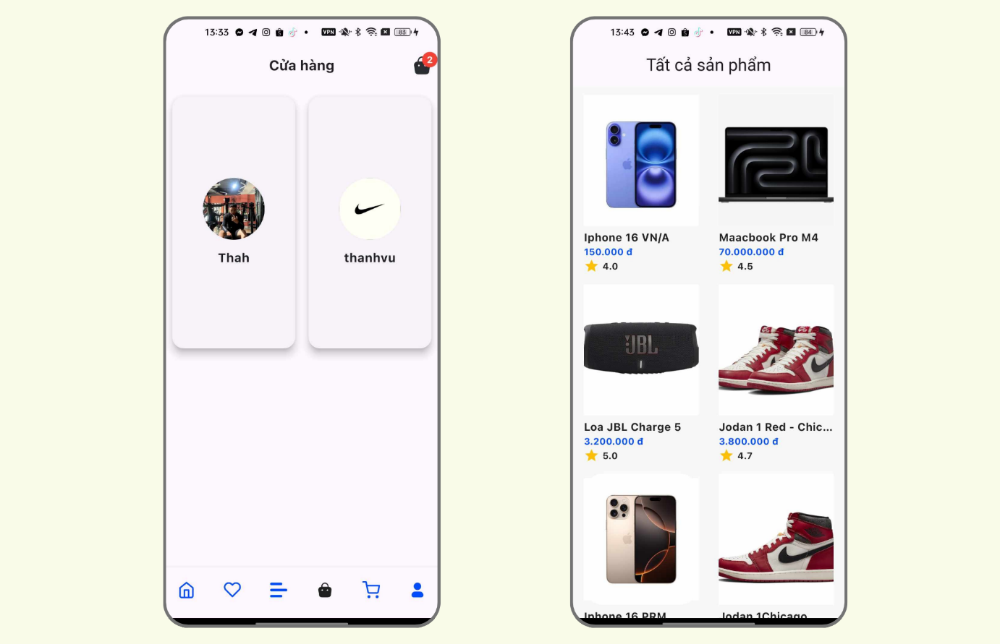 13:33
VPN
83
Cửa hàng
2
Thah
thanhvu
13:43
VPN
84
Tất cả sản phẩm
Iphone 16 VN/A
150.000 đ
4.0
Maacbook Pro M4
70.000.000 đ
4.5
JBL
Loa JBL Charge 5
3.200.000 đ
5.0
Jodan 1 Red - Chic...
3.800.000 đ
4.7
Iphone 16 PRM
Jodan 1Chicago